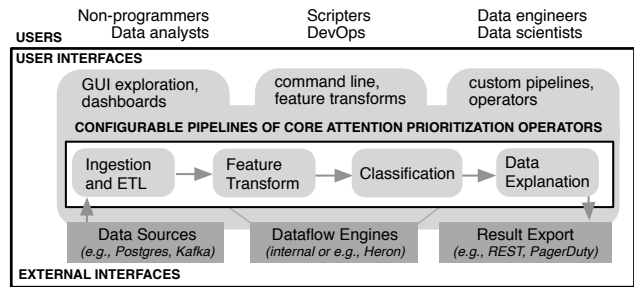 Non-programmers
Data analysts
Scripters
DevOps
Data engineers
Data scientists
USERS
USER INTERFACES
GUI exploration,
dashboards
command line,
feature transforms
custom pipelines,
operators
CONFIGURABLE PIPELINES OF CORE ATTENTION PRIORITIZATION OPERATORS
Ingestion
and ETL
Feature
Transform
Classification
Data
Explanation
Data Sources
(e.g., Postgres, Kafka)
Dataflow Engines
(internal or e.g., Heron)
Result Export
(e.g., REST, PagerDuty)
EXTERNAL INTERFACES